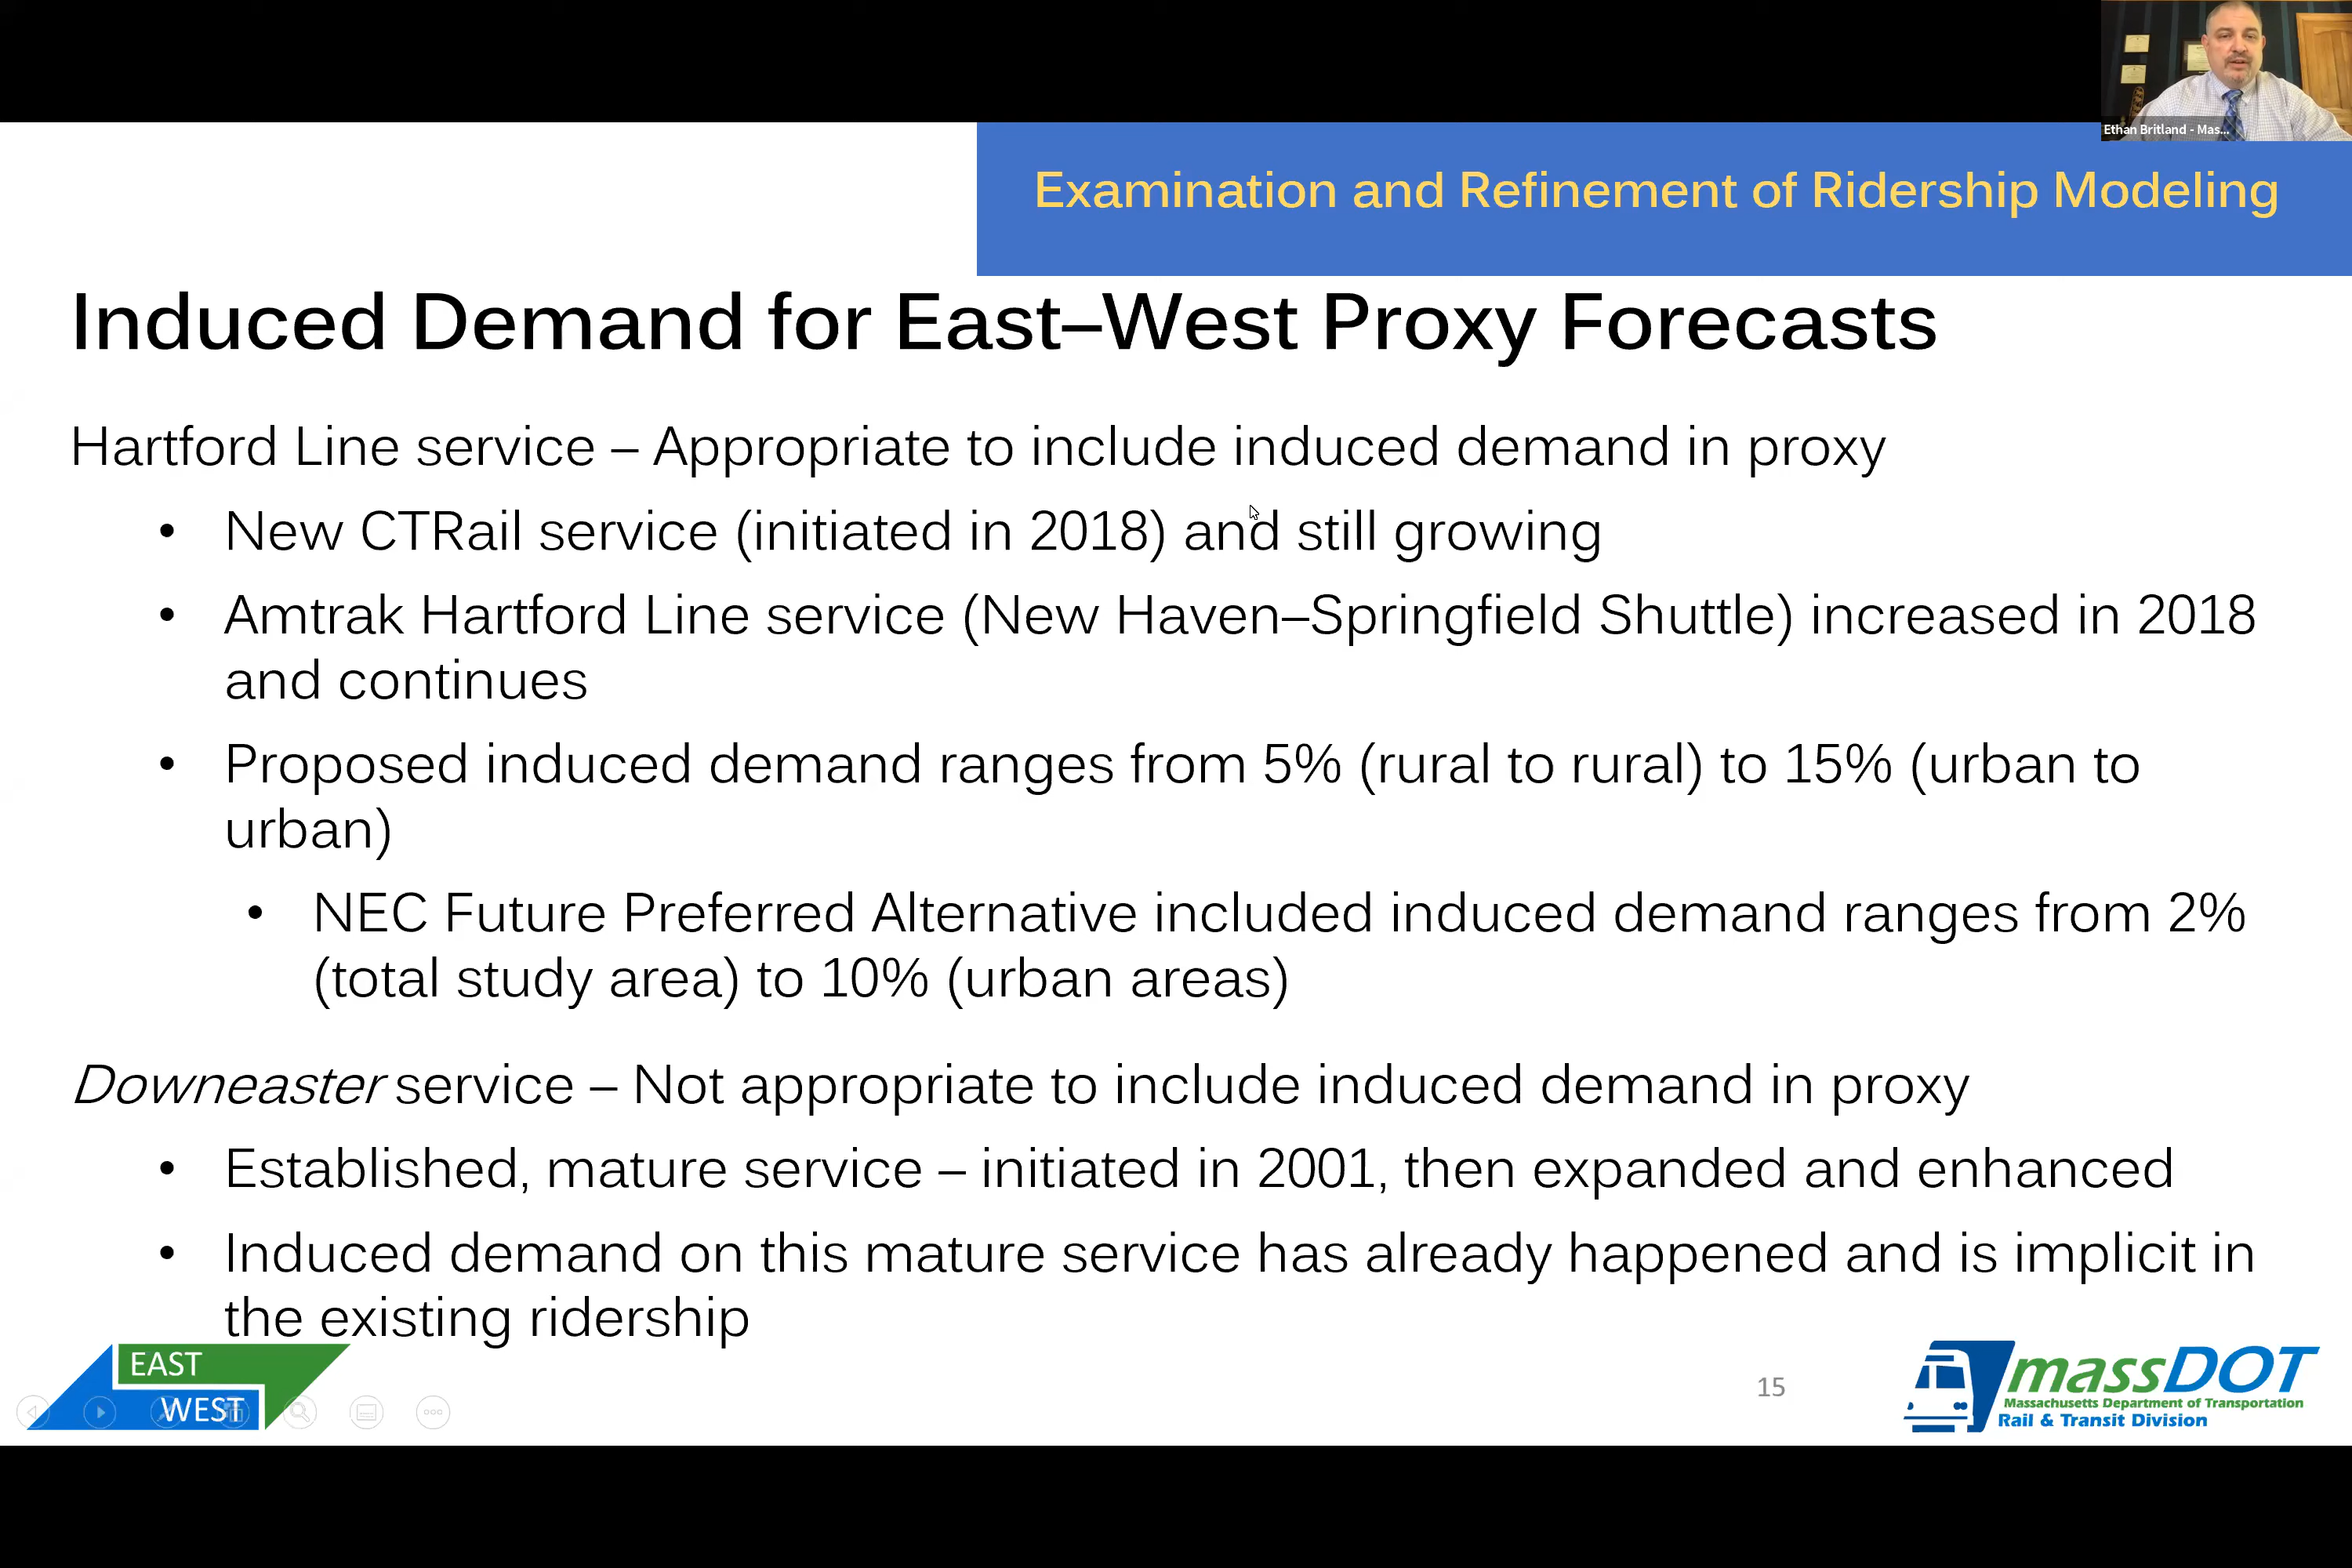 Ethan Britland - Mas...
Examination and Refinement of Ridership Modeling
Induced Demand for East–West Proxy Forecasts
Hartford Line service – Appropriate to include induced demand in proxy
• New CTRail service (initiated in 2018) and still growing
• Amtrak Hartford Line service (New Haven–Springfield Shuttle) increased in 2018
and continues
• Proposed induced demand ranges from 5% (rural to rural) to 15% (urban to
urban)
• NEC Future Preferred Alternative included induced demand ranges from 2%
(total study area) to 10% (urban areas)
Downeaster service – Not appropriate to include induced demand in proxy
• Established, mature service – initiated in 2001, then expanded and enhanced
• Induced demand on this mature service has already happened and is implicit in
the existing ridership
EAST
WEST
15
massDOT
Massachusetts Department of Transportation
Rail & Transit Division